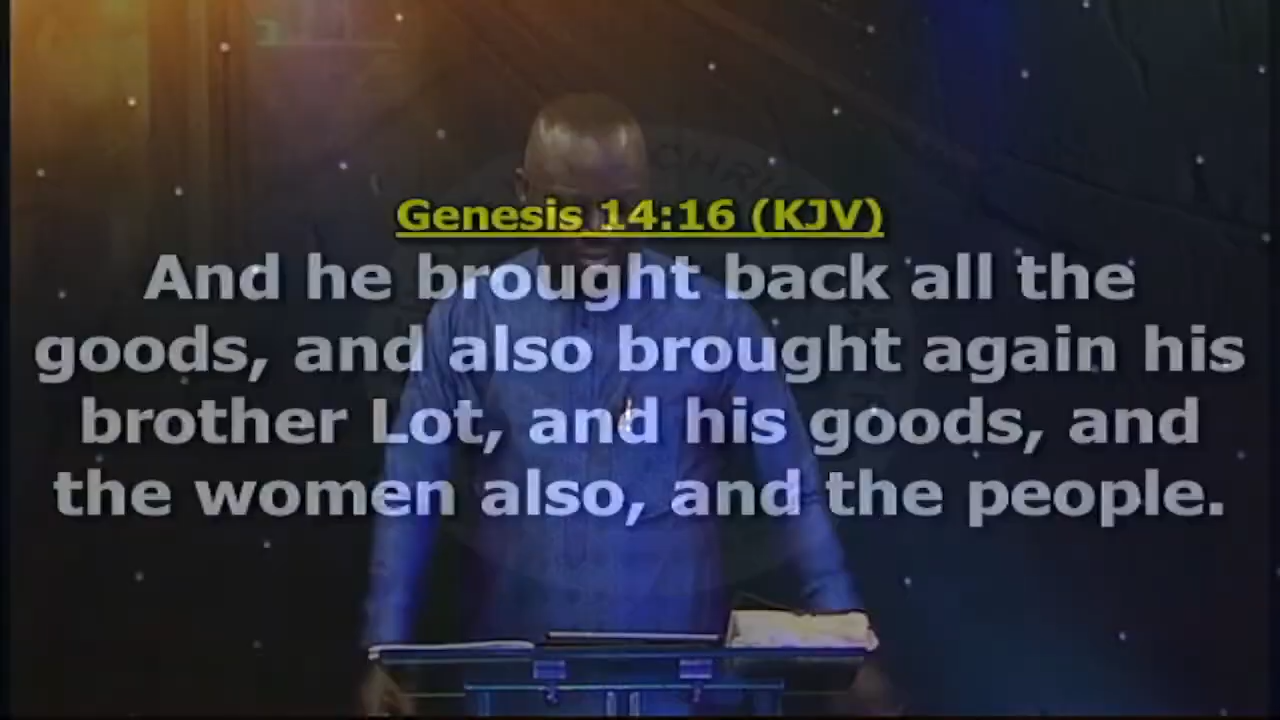 CHRIS
Genesis 14:16 (KJV)
And he brought back all the
goods, and also brought again his
brother Lot, and his goods, and
the women also, and the people.